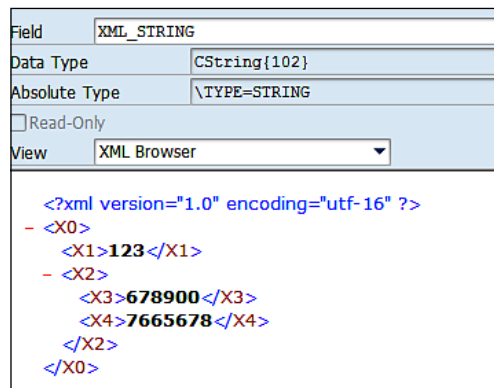 Field XML_STRING
Data Type CString{102}
Absolute Type \TYPE=STRING
Read-Only
View XML Browser
<?xml version="1.0" encoding="utf-16" ?>
- <X0>
<X1>123</X1>
- <X2>
<X3>678900</X3>
<X4>7665678</X4>
</X2>
</X0>